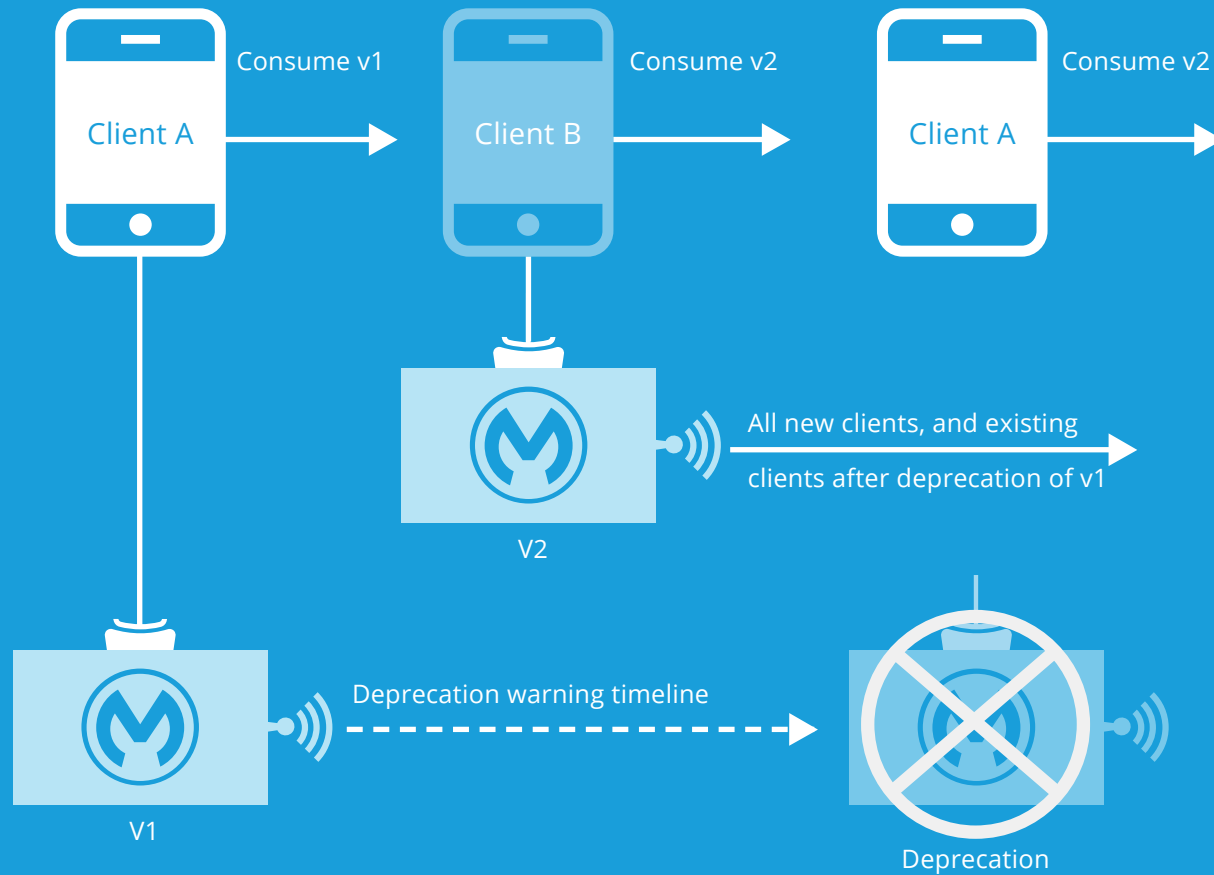 Consume v1
Client A
Consume v2
Client B
Consume v2
Client A
All new clients, and existing
clients after deprecation of v1
V2
Deprecation warning timeline
V1
Deprecation